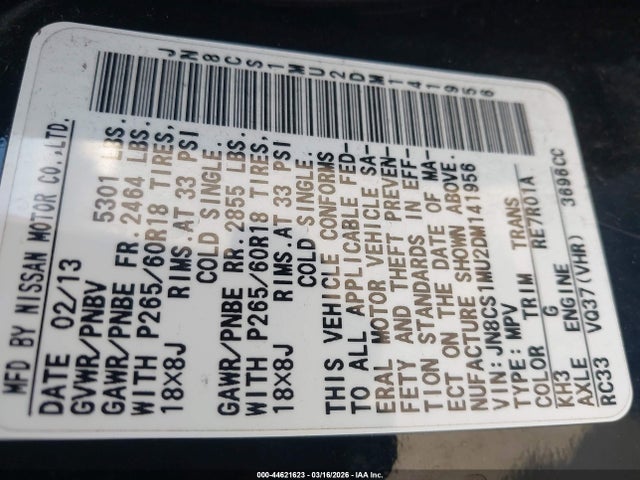 JN8CS1MU2DM141956
MFD BY NISSAN MOTOR CO.,LTD.
DATE 02/13
GVWR/PNBV 5301 LBS.
GAWR/PNBE FR. 2464 LBS.
WITH P265/60R18 TIRES,
18X8J RIMS.AT 33 PSI
COLD SINGLE.
GAWR/PNBE RR. 2855 LBS.
WITH P265/60R18 TIRES,
18X8J RIMS.AT 33 PSI
COLD SINGLE.
THIS VEHICLE CONFORMS
TO ALL APPLICABLE FED-
ERAL MOTOR VEHICLE SA-
FETY AND THEFT PREVEN-
TION STANDARDS IN EFF-
ECT ON THE DATE OF MA-
NUFACTURE SHOWN ABOVE.
VIN: JN8CS1MU2DM141956
TYPE: MPV
COLOR TRIM TRANS
KH3 G RE7R01A
AXLE ENGINE 3696CC
RC33 VQ37(VHR)
000-44621623 - 03/16/2026 - IAA Inc.